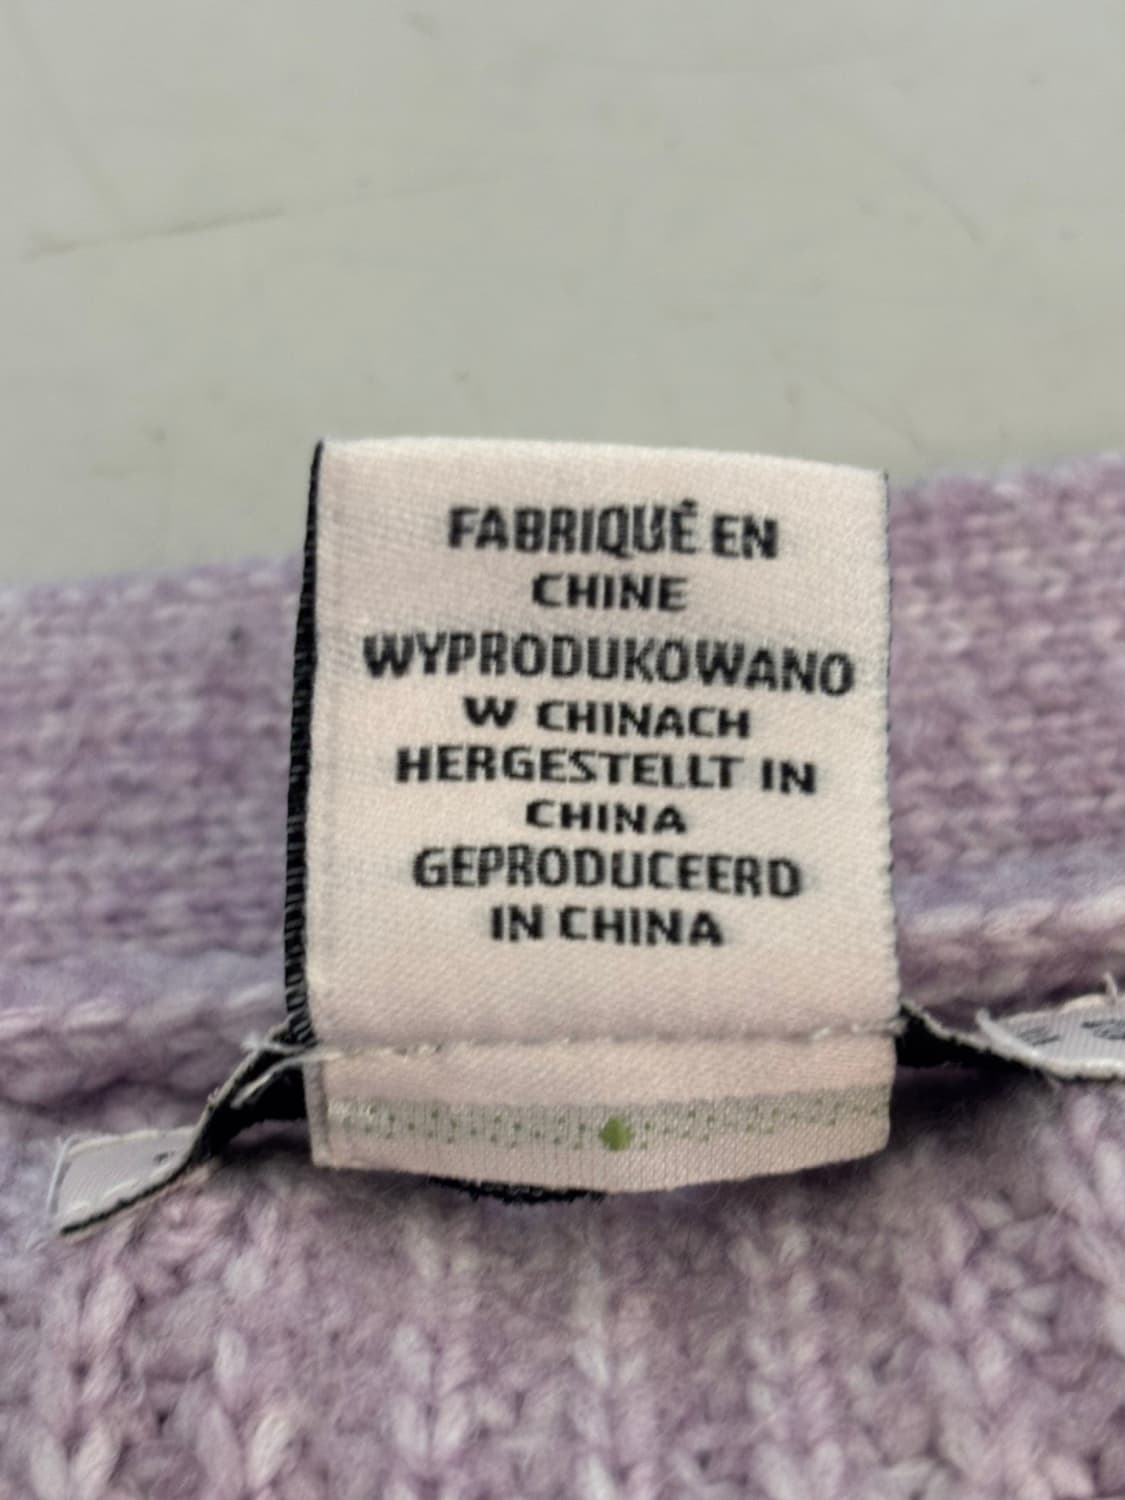 FABRIQUÉ EN
CHINE
WYPRODUKOWANO
W CHINACH
HERGESTELLT IN
CHINA
GEPRODUCEERD
IN CHINA